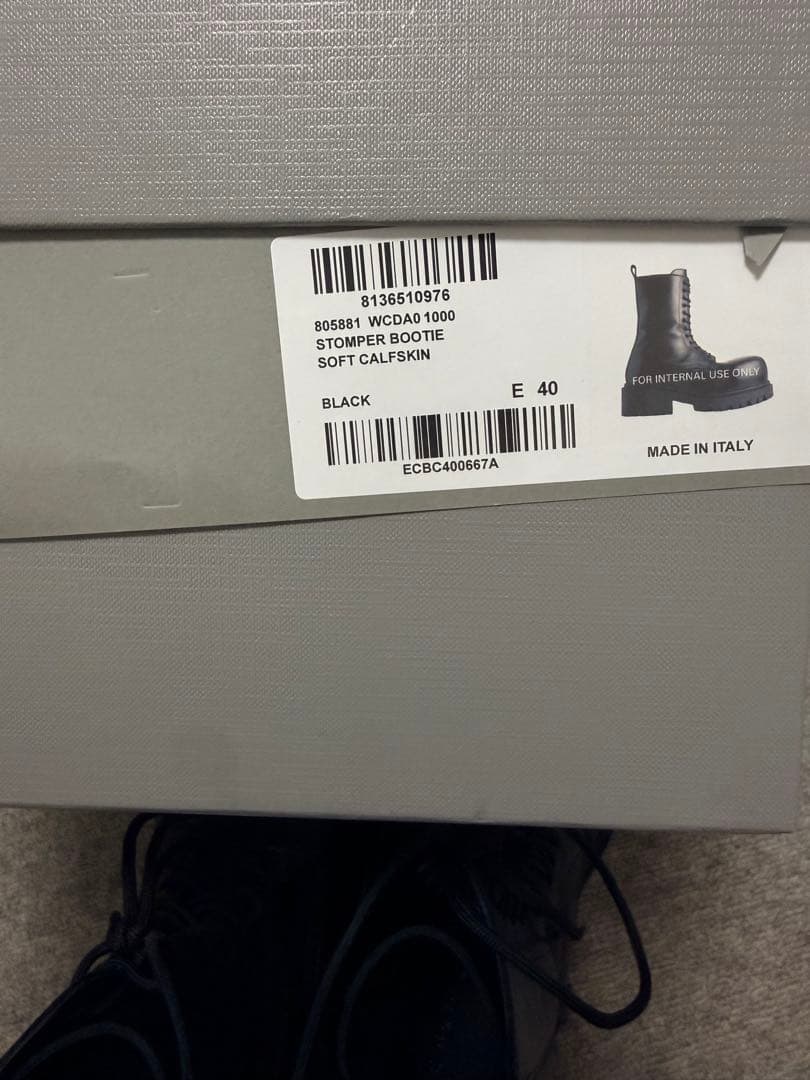 8136510976
805881 WCDA0 1000
STOMPER BOOTIE
SOFT CALFSKIN
BLACK
E 40
ECBC400667A
FOR INTERNAL USE ONLY
MADE IN ITALY